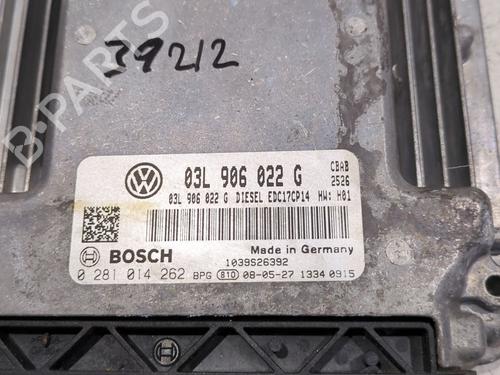 39212
B-PARTS
03L 906 022 G
CBAB
2526
03L 906 022 G DIESEL EDC17CP14 HW: H01
BOSCH
Made in Germany
1039S26392
0 281 014 262 BPG 810 08-05-27 1334 0915